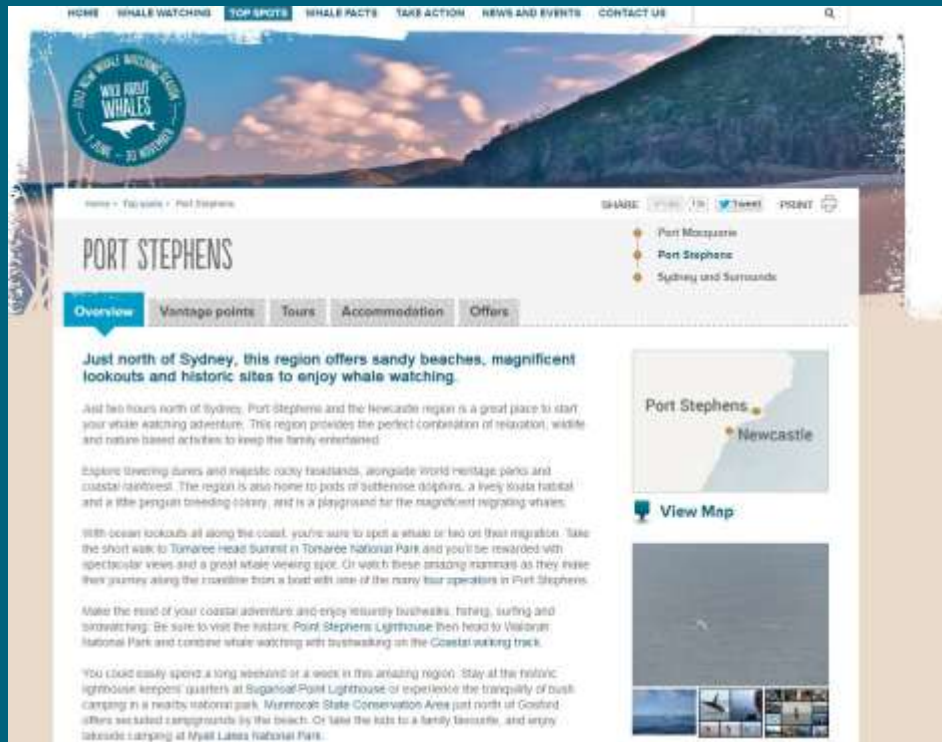 HOME WHALE WATCHING TOP SPOTS WHALE FACTS TAKE ACTION NEWS AND EVENTS CONTACT US
WILD ABOUT
WHALES
1 JUNE - 30 NOVEMBER
Home Top spots Port Stephens
SHARE Tweet PRINT
PORT STEPHENS
Port Macquarie
Port Stephens
Sydney and Surrounds
Overview Vantage points Tours Accommodation Offers
Just north of Sydney, this region offers sandy beaches, magnificent
lookouts and historic sites to enjoy whale watching.
Just two hours north of Sydney, Port Stephens and the Newcastle region is a great place to start
your whale watching adventure. This region provides the perfect combination of relaxation, wildlife
and nature based activities to keep the family entertained.
Explore towering dunes and majestic rocky headlands, alongside World Heritage parks and
coastal rainforest. The region is also home to pods of bottlenose dolphins, a lively koala habitat
and a little penguin breeding colony, and is a playground for the magnificent migrating whales.
With ocean lookouts all along the coast, you're sure to spot a whale or two on their migration. Take
the short walk to Tomaree Head Summit in Tomaree National Park and you'll be rewarded with
spectacular views and a great whale viewing spot. Or watch these amazing mammals as they make
their journey along the coastline from a boat with one of the many tour operators in Port Stephens.
Make the most of your coastal adventure and enjoy leisurely bushwalks, fishing, surfing and
birdwatching. Be sure to visit the historic Point Stephens Lighthouse then head to
National Park and combine whale watching with bushwalking on the Coastal walking track.
You could easily spend a long weekend or a week in this amazing region. Stay at the historic
lighthouse keepers' quarters at Sugarloaf Point Lighthouse or experience the tranquility of bush
camping in a nearby national park. Munmorah State Conservation Area just north of Gosford
offers secluded campgrounds by the beach. Or take the kids to a family favourite, and enjoy
lakeside camping at Myall Lakes National Park.
Port Stephens
Newcastle
View Map